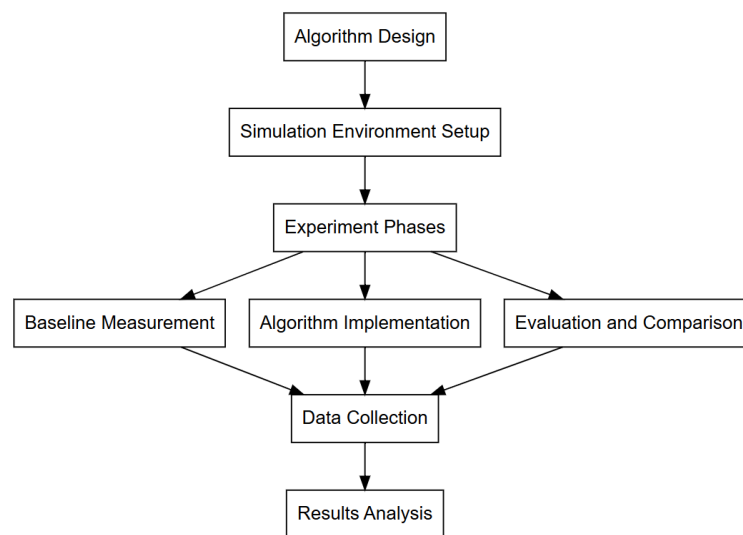 Algorithm Design
Simulation Environment Setup
Experiment Phases
Baseline Measurement
Algorithm Implementation
Evaluation and Comparison
Data Collection
Results Analysis